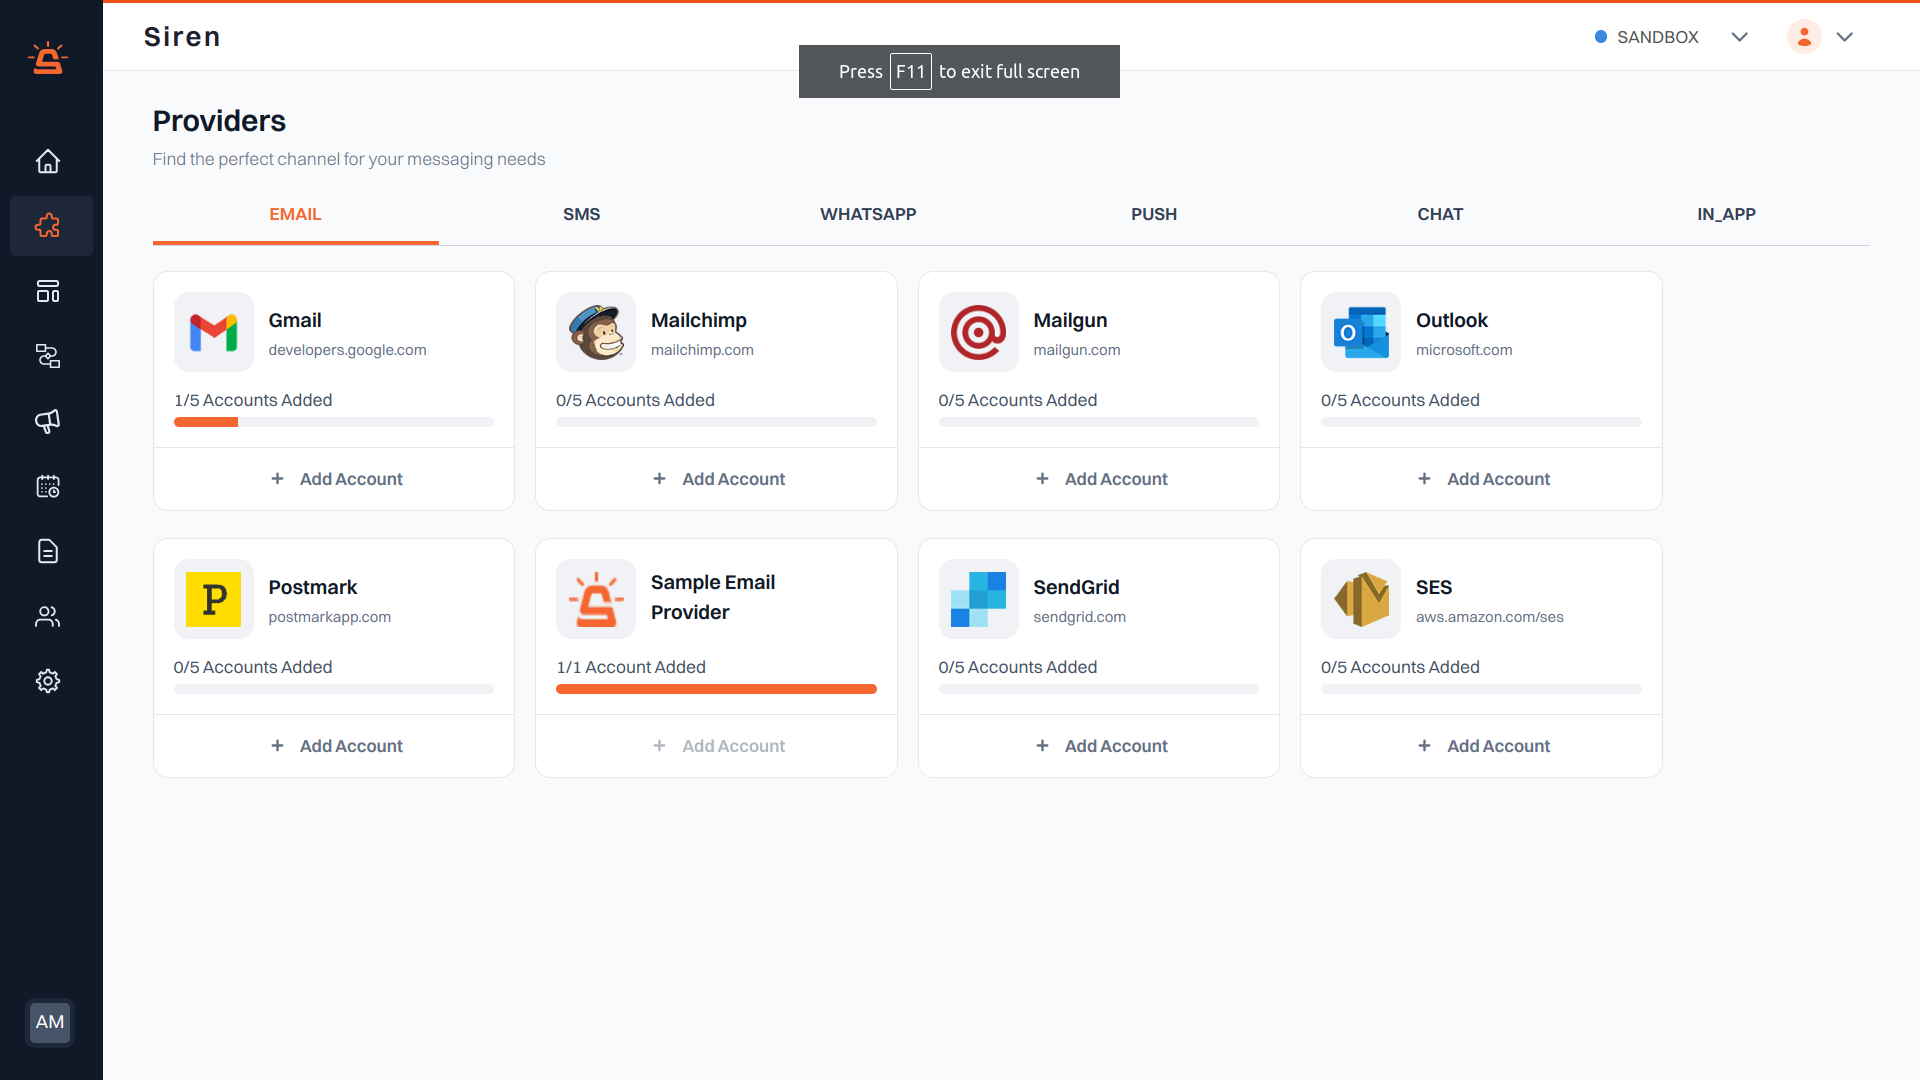 Siren
SANDBOX
Press F11 to exit full screen
Providers
Find the perfect channel for your messaging needs
EMAIL
SMS
WHATSAPP
PUSH
CHAT
IN_APP
Gmail
developers.google.com
1/5 Accounts Added
+ Add Account
Mailchimp
mailchimp.com
0/5 Accounts Added
+ Add Account
Mailgun
mailgun.com
0/5 Accounts Added
+ Add Account
Outlook
microsoft.com
0/5 Accounts Added
+ Add Account
Postmark
postmarkapp.com
0/5 Accounts Added
+ Add Account
Sample Email
Provider
1/1 Account Added
+ Add Account
SendGrid
sendgrid.com
0/5 Accounts Added
+ Add Account
SES
aws.amazon.com/ses
0/5 Accounts Added
+ Add Account
AM